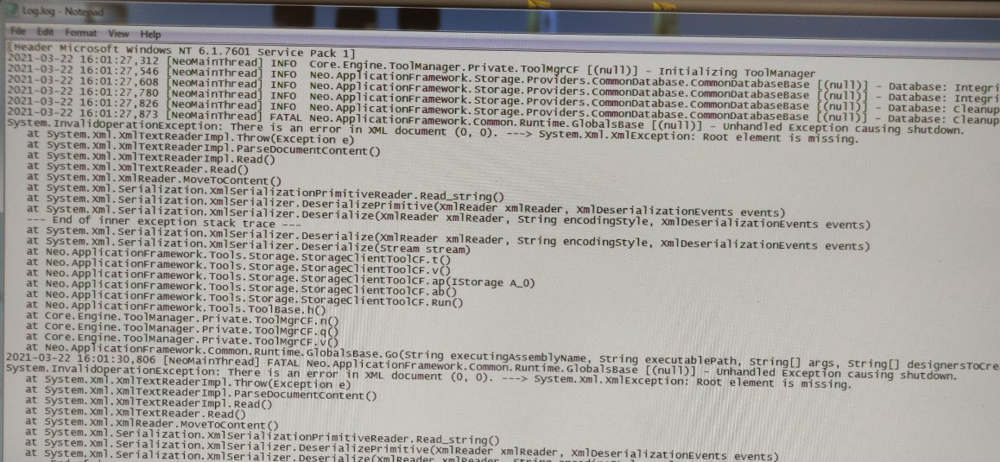 Log.log - Notepad
File Edit Format View Help
[Header Microsoft Windows NT 6.1.7601 Service Pack 1]
2021-03-22 16:01:27,312 [NeoMainThread] INFO Core.Engine.ToolManager.Private.ToolMgrCF [(null)] - Initializing ToolManager
2021-03-22 16:01:27,546 [NeoMainThread] INFO Neo.ApplicationFramework.Storage.Providers.CommonDatabase.CommonDatabaseBase [(null)] - Database: Integri
2021-03-22 16:01:27,608 [NeoMainThread] INFO Neo.ApplicationFramework.Storage.Providers.CommonDatabase.CommonDatabaseBase [(null)] - Database: Integri
2021-03-22 16:01:27,780 [NeoMainThread] INFO Neo.ApplicationFramework.Storage.Providers.CommonDatabase.CommonDatabaseBase [(null)] - Database: Cleanup
2021-03-22 16:01:27,826 [NeoMainThread] INFO Neo.ApplicationFramework.Storage.Providers.CommonDatabase.CommonDatabaseBase [(null)] - Database: Cleanup
2021-03-22 16:01:27,873 [NeoMainThread] FATAL Neo.ApplicationFramework.Common.Runtime.GlobalsBase [(null)] - Unhandled Exception causing shutdown.
System.InvalidOperationException: There is an error in XML document (0, 0). ---> System.Xml.XmlException: Root element is missing.
at System.Xml.XmlTextReaderImpl.Throw(Exception e)
at System.Xml.XmlTextReaderImpl.ParseDocumentContent()
at System.Xml.XmlTextReaderImpl.Read()
at System.Xml.XmlTextReader.Read()
at System.Xml.XmlReader.MoveToContent()
at System.Xml.Serialization.XmlSerializationPrimitiveReader.Read_string()
at System.Xml.Serialization.XmlSerializer.DeserializePrimitive(XmlReader xmlReader, XmlDeserializationEvents events)
at System.Xml.Serialization.XmlSerializer.Deserialize(XmlReader xmlReader, String encodingStyle, XmlDeserializationEvents events)
--- End of inner exception stack trace ---
at System.Xml.Serialization.XmlSerializer.Deserialize(XmlReader xmlReader, String encodingStyle, XmlDeserializationEvents events)
at System.Xml.Serialization.XmlSerializer.Deserialize(Stream stream)
at Neo.ApplicationFramework.Tools.Storage.StorageClientToolCF.t()
at Neo.ApplicationFramework.Tools.Storage.StorageClientToolCF.v()
at Neo.ApplicationFramework.Tools.Storage.StorageClientToolCF.ap(IStorage A_0)
at Neo.ApplicationFramework.Tools.Storage.StorageClientToolCF.ab()
at Neo.ApplicationFramework.Tools.Storage.StorageClientToolCF.Run()
at Neo.ApplicationFramework.Tools.ToolBase.h()
at Core.Engine.ToolManager.Private.ToolMgrCF.n()
at Core.Engine.ToolManager.Private.ToolMgrCF.q()
at Core.Engine.ToolManager.Private.ToolMgrCF.v()
at Neo.ApplicationFramework.Common.Runtime.GlobalsBase.Go(String executingAssemblyName, String executablePath, String[] args, String[] designersToCre
2021-03-22 16:01:30,806 [NeoMainThread] FATAL Neo.ApplicationFramework.Common.Runtime.GlobalsBase [(null)] - Unhandled Exception causing shutdown.
System.InvalidOperationException: There is an error in XML document (0, 0). ---> System.Xml.XmlException: Root element is missing.
at System.Xml.XmlTextReaderImpl.Throw(Exception e)
at System.Xml.XmlTextReaderImpl.ParseDocumentContent()
at System.Xml.XmlTextReaderImpl.Read()
at System.Xml.XmlTextReader.Read()
at System.Xml.XmlReader.MoveToContent()
at System.Xml.Serialization.XmlSerializationPrimitiveReader.Read_string()
at System.Xml.Serialization.XmlSerializer.DeserializePrimitive(XmlReader xmlReader, XmlDeserializationEvents events)
at System.Xml.Serialization.XmlSerializer.Deserialize(XmlReader xmlReader,